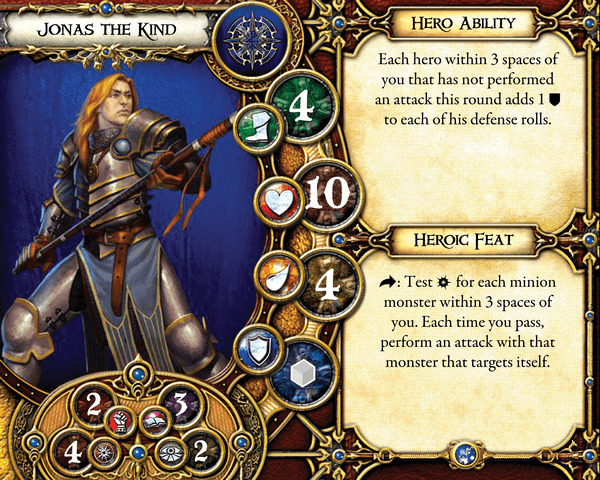 Jonas the Kind
4
10
4
2
3
4
2
Hero Ability
Each hero within 3 spaces of
you that has not performed
an attack this round adds 1
to each of his defense rolls.
Heroic Feat
: Test for each minion
monster within 3 spaces of
you. Each time you pass,
perform an attack with that
monster that targets itself.